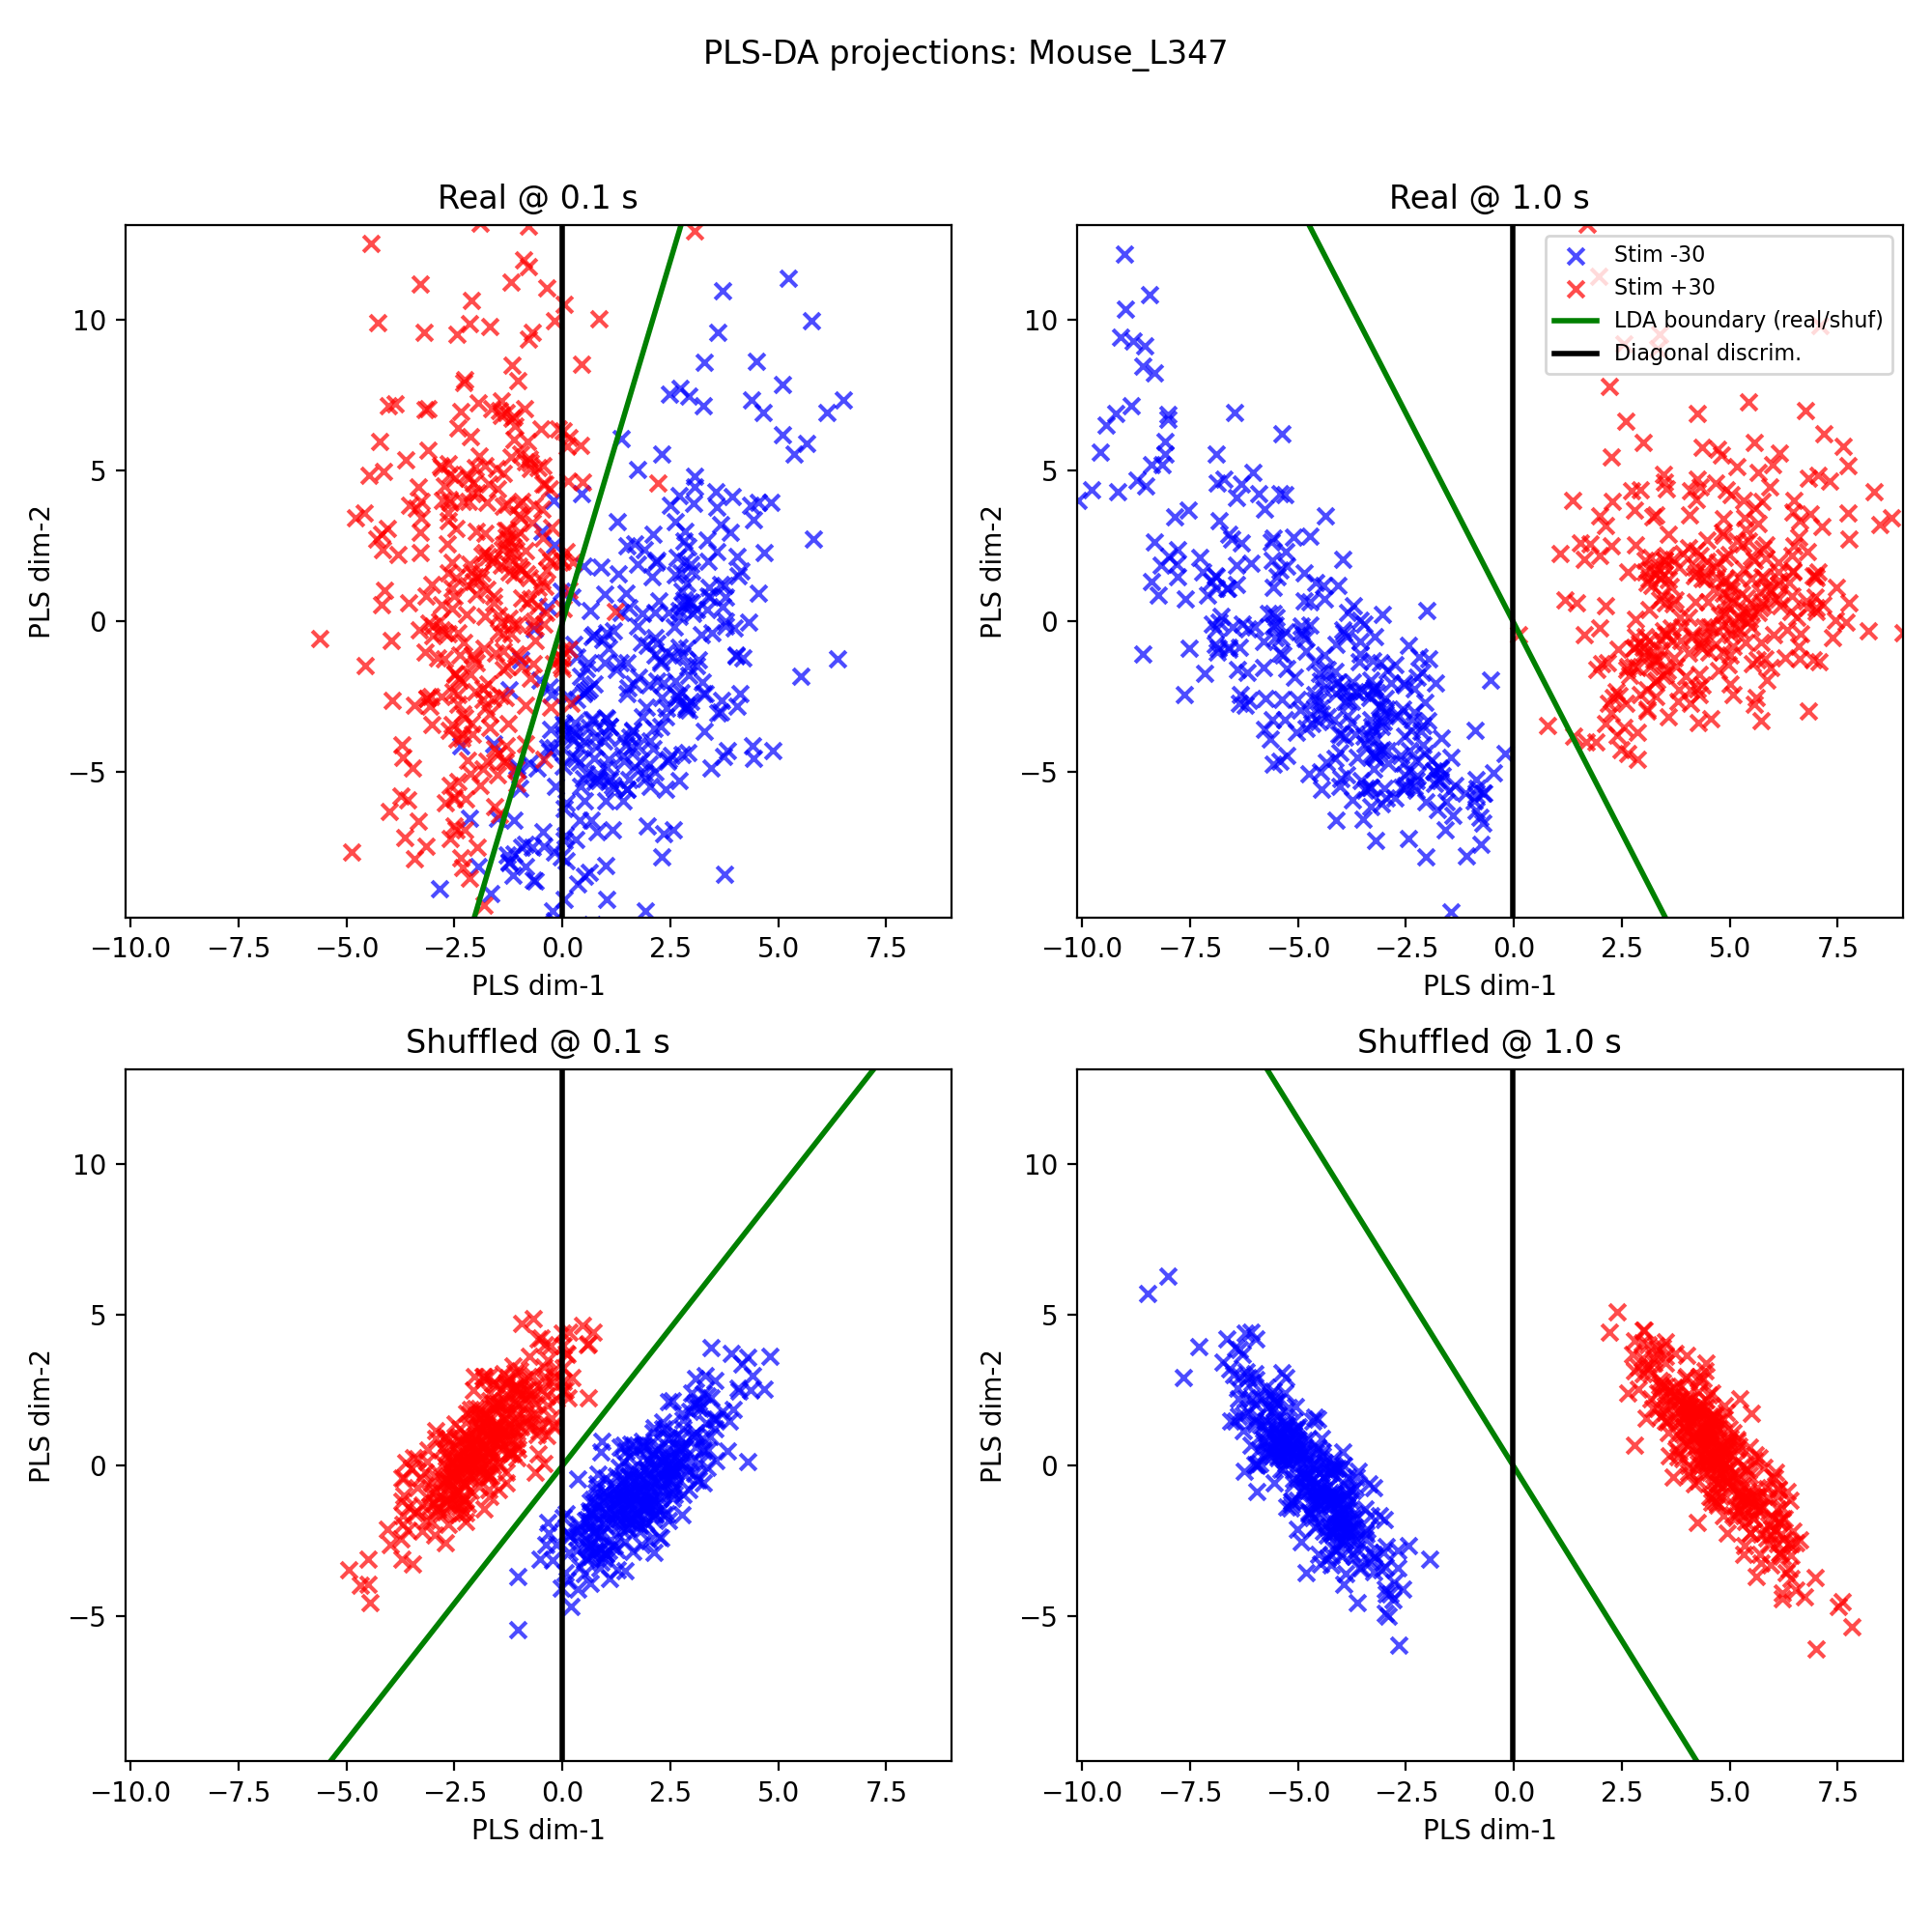 PLS-DA projections: Mouse_L347
Real @ 0.1 s
10
5
0
−5
PLS dim-2
−10.0 −7.5 −5.0 −2.5 0.0 2.5 5.0 7.5
PLS dim-1
Real @ 1.0 s
Stim -30
Stim +30
LDA boundary (real/shuf)
Diagonal discrim.
10
5
0
−5
PLS dim-2
−10.0 −7.5 −5.0 −2.5 0.0 2.5 5.0 7.5
PLS dim-1
Shuffled @ 0.1 s
10
5
0
−5
PLS dim-2
−10.0 −7.5 −5.0 −2.5 0.0 2.5 5.0 7.5
PLS dim-1
Shuffled @ 1.0 s
10
5
0
−5
PLS dim-2
−10.0 −7.5 −5.0 −2.5 0.0 2.5 5.0 7.5
PLS dim-1